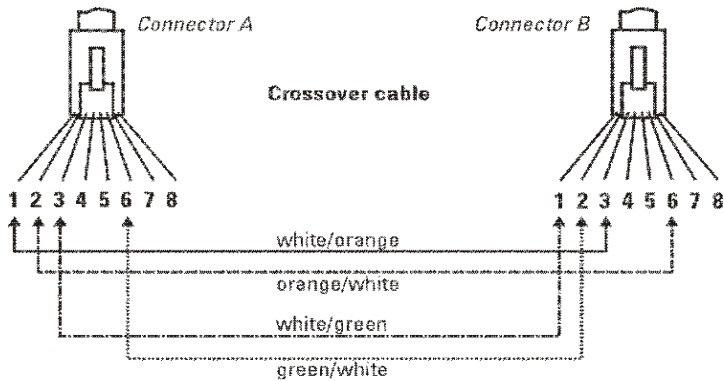 Connector A
Connector B
Crossover cable
1 2 3 4 5 6 7 8
1 2 3 4 5 6 7 8
white/orange
orange/white
white/green
green/white